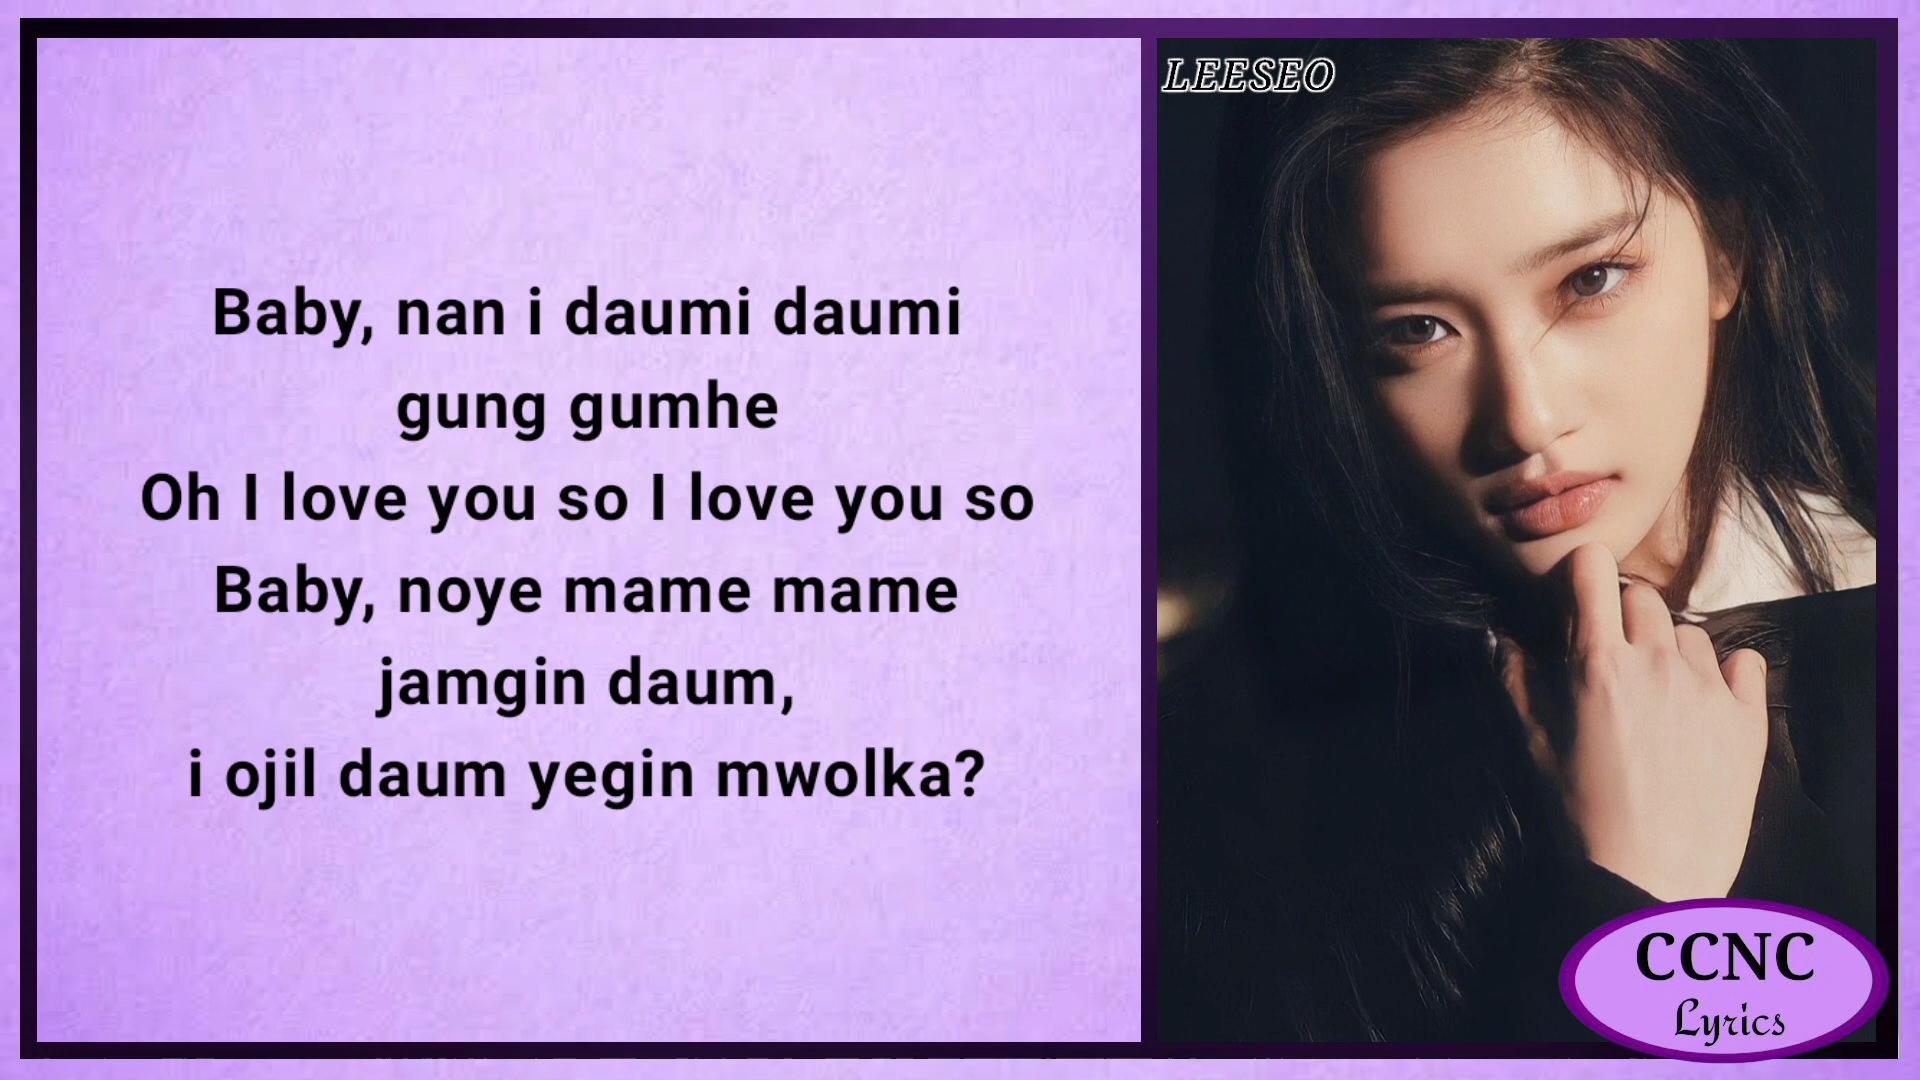 LEESEO
Baby, nan i daumi daumi
gung gumhe
Oh I love you so I love you so
Baby, noye mame mame
jamgin daum,
i ojil daum yegin mwolka?
CCNC
Lyrics